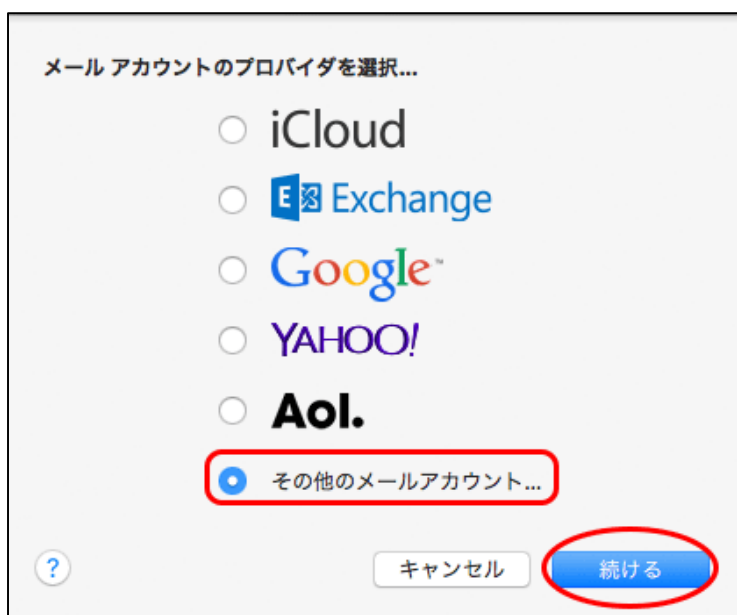 メール アカウントのプロバイダを選択...
iCloud
E Exchange
Google™
YAHOO!
Aol.
その他のメールアカウント...
? キャンセル 続ける